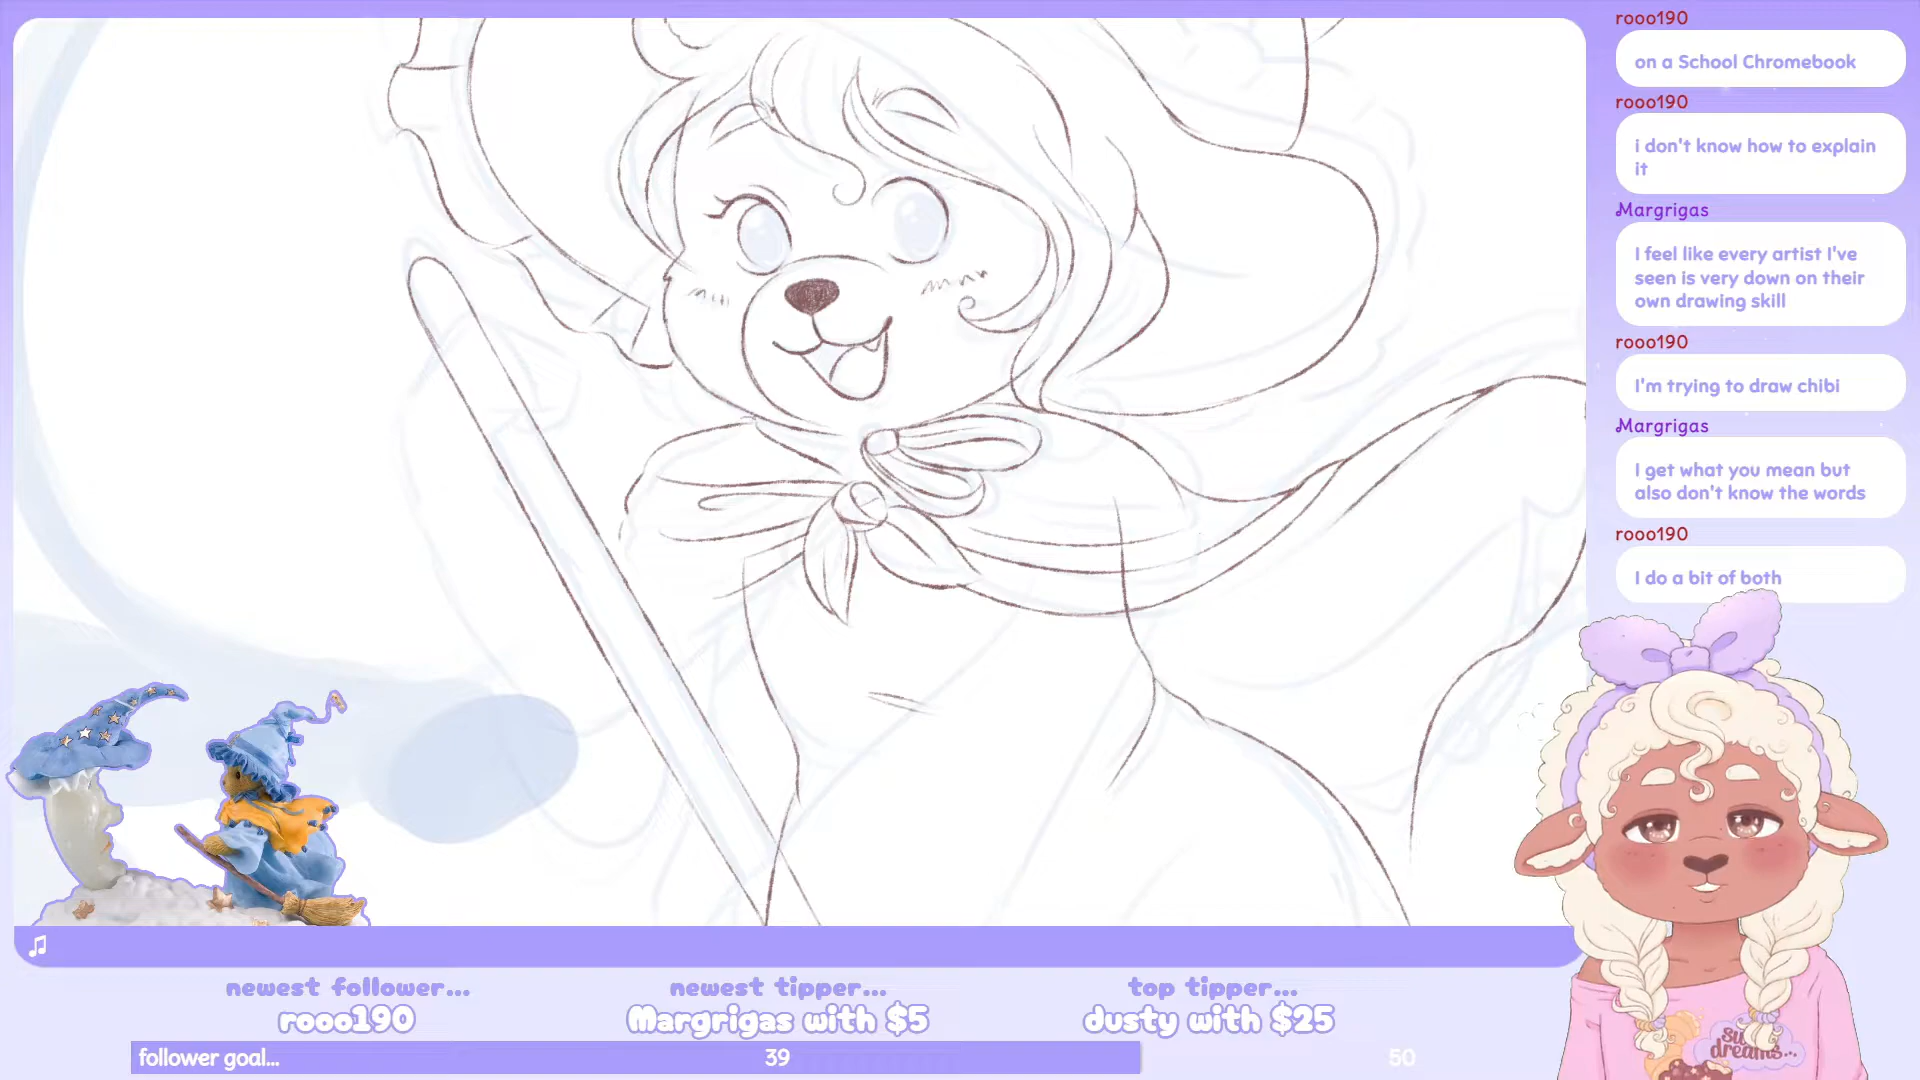 rooo190
on a School Chromebook
rooo190
i don't know how to explain
it
Margrigas
I feel like every artist I've
seen is very down on their
own drawing skill
rooo190
I'm trying to draw chibi
Margrigas
I get what you mean but
also don't know the words
rooo190
I do a bit of both
newest follower...
rooo190
newest tipper...
Margrigas with $5
top tipper...
dusty with $25
follower goal...
39
50
dreams...